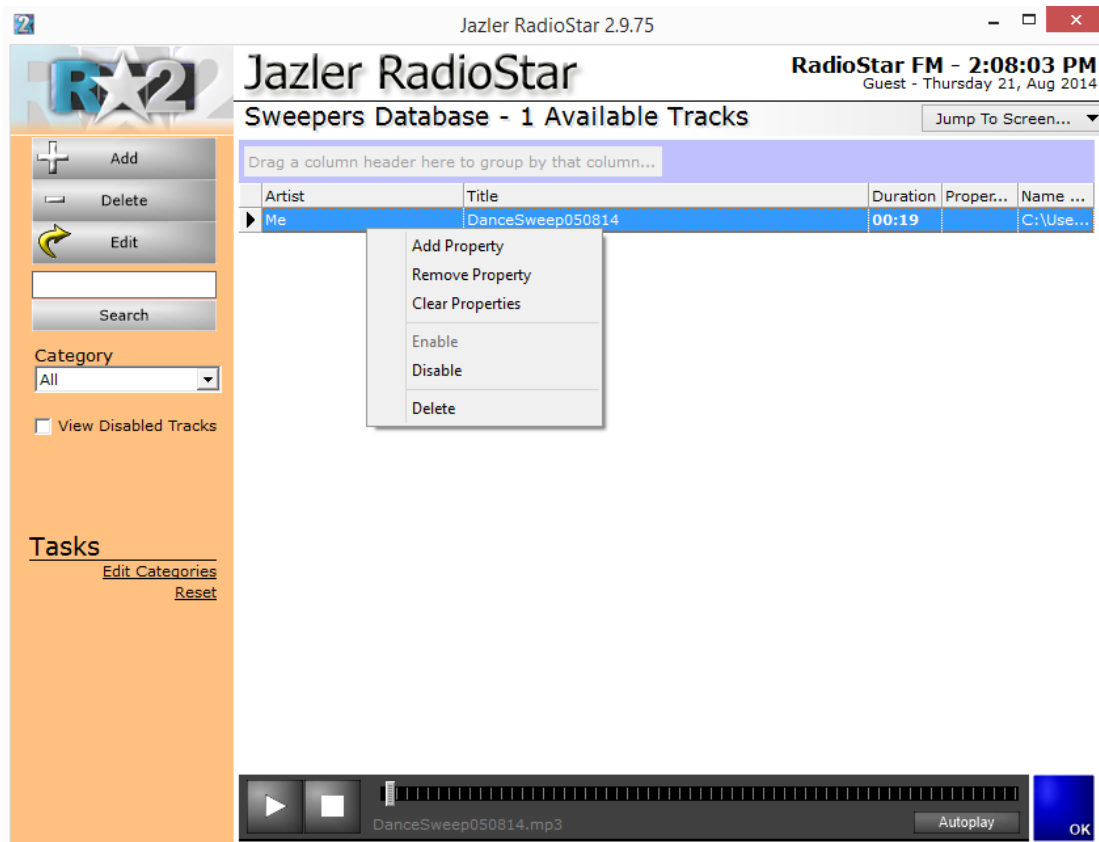 Jazler RadioStar 2.9.75
R 2
Jazler RadioStar
RadioStar FM - 2:08:03 PM
Guest - Thursday 21, Aug 2014
Sweepers Database - 1 Available Tracks
Jump To Screen...
Add
Delete
Edit
Search
Category
All
View Disabled Tracks
Tasks
Edit Categories
Reset
Drag a column header here to group by that column...
Artist Title Duration Proper... Name ...
Me DanceSweep050814 00:19 C:\Use...
Add Property
Remove Property
Clear Properties
Enable
Disable
Delete
DanceSweep050814.mp3
Autoplay
OK